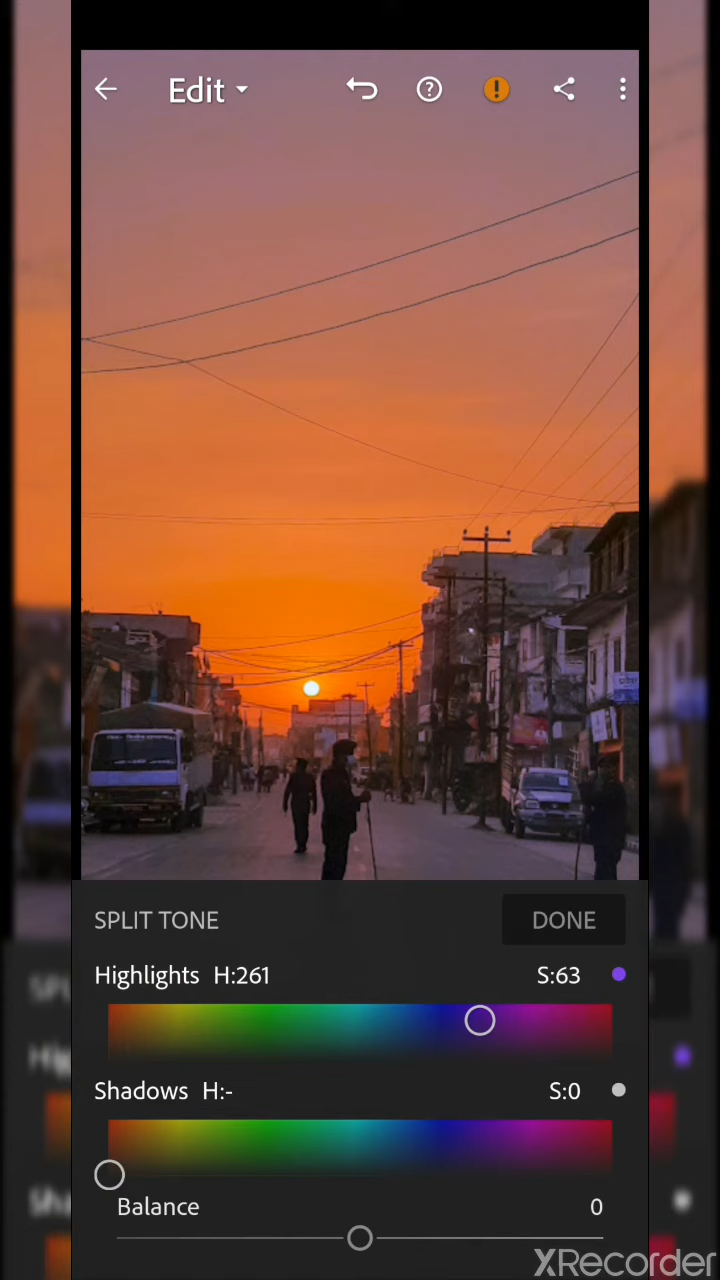 Edit
SPLIT TONE
DONE
Highlights H:261
S:63
Shadows H:-
S:0
Balance
0
XRecorder